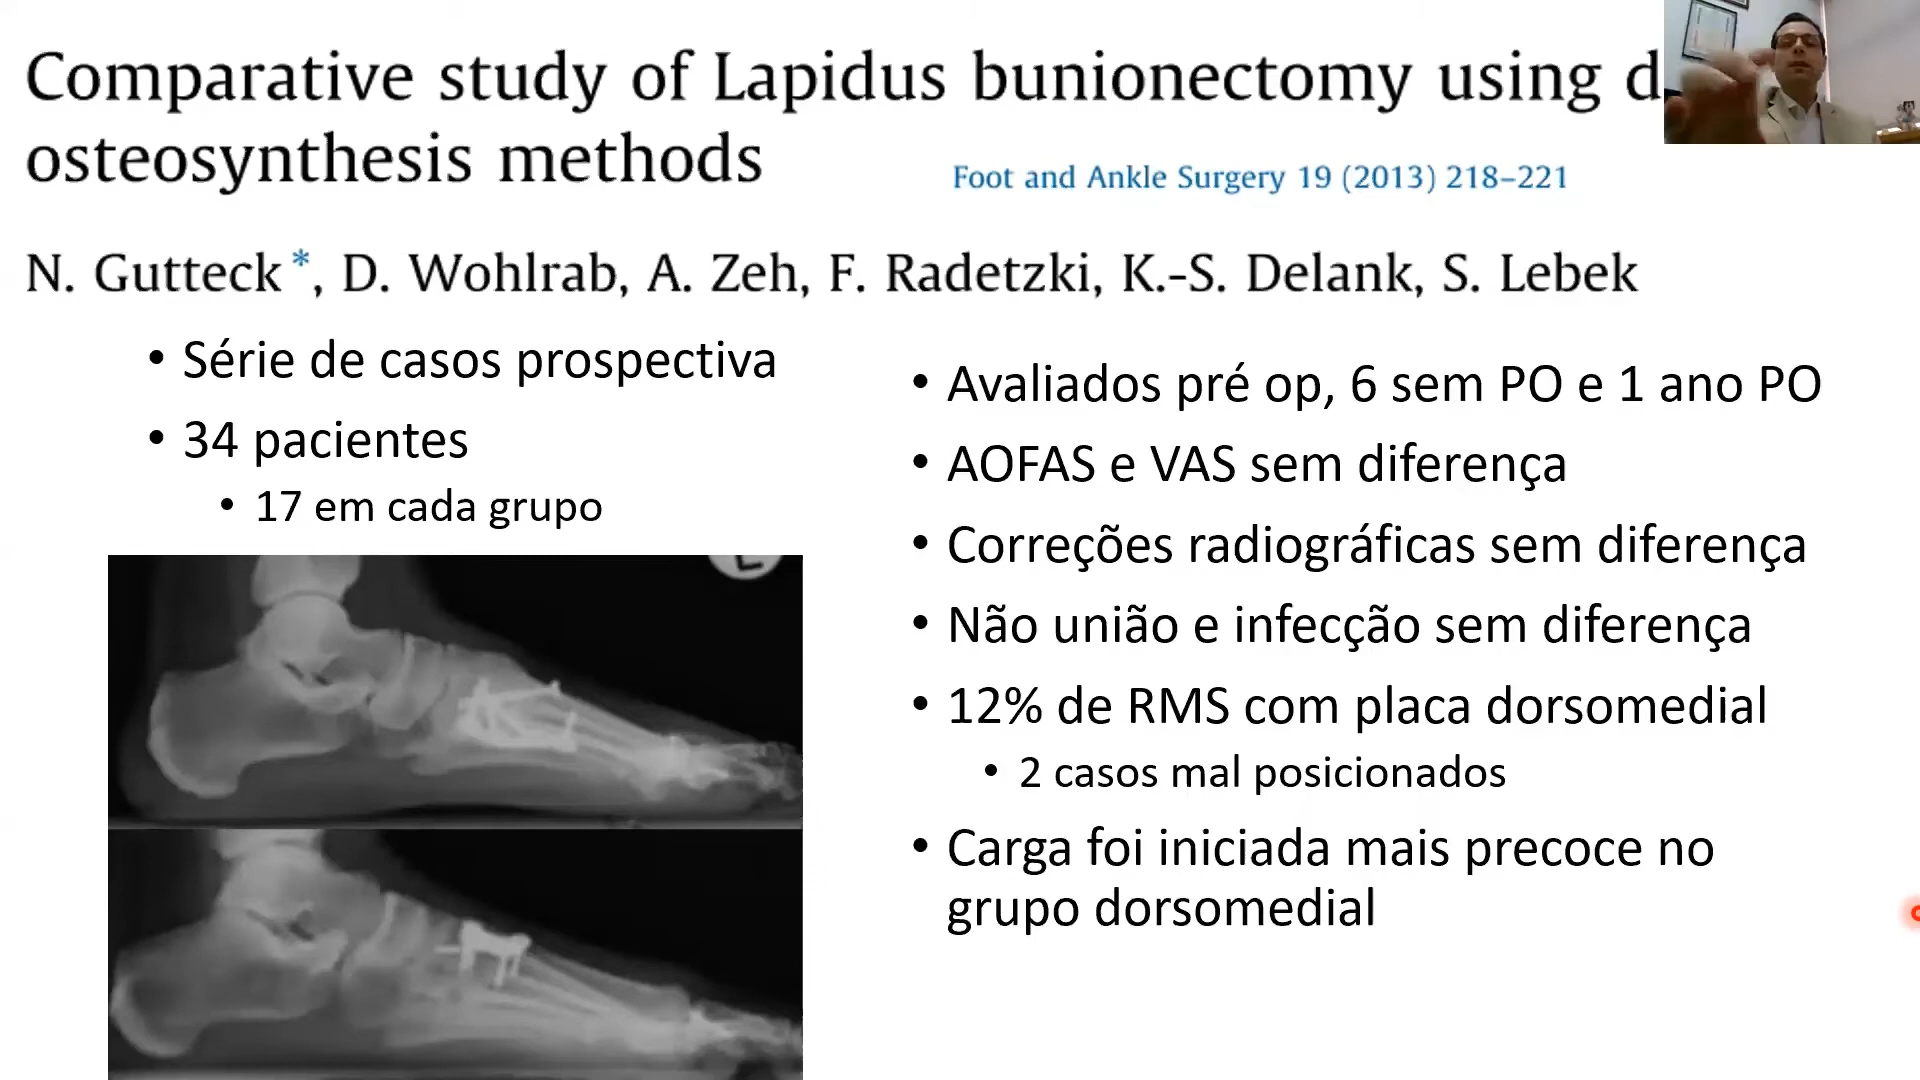 Comparative study of Lapidus bunionectomy using
osteosynthesis methods
Foot and Ankle Surgery 19 (2013) 218–221
N. Gutteck*, D. Wohlrab, A. Zeh, F. Radetzki, K.-S. Delank, S. Lebek
• Série de casos prospectiva
• 34 pacientes
• 17 em cada grupo
L
• Avaliados pré op, 6 sem PO e 1 ano PO
• AOFAS e VAS sem diferença
• Correções radiográficas sem diferença
• Não união e infecção sem diferença
• 12% de RMS com placa dorsomedial
• 2 casos mal posicionados
• Carga foi iniciada mais precoce no
grupo dorsomedial